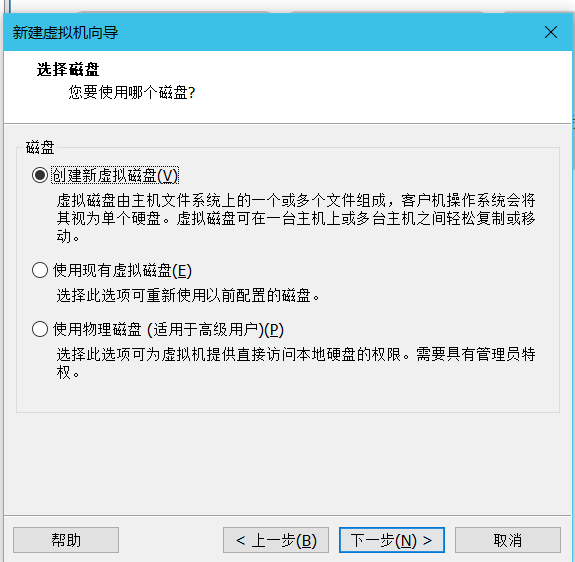 新建虚拟机向导
选择磁盘
您要使用哪个磁盘?
磁盘
创建新虚拟磁盘(V)
虚拟磁盘由主机文件系统上的一个或多个文件组成，客户机操作系统会将
其视为单个硬盘。虚拟磁盘可在一台主机上或多台主机之间轻松复制或移
动。
使用现有虚拟磁盘(E)
选择此选项可重新使用以前配置的磁盘。
使用物理磁盘 (适用于高级用户)(P)
选择此选项可为虚拟机提供直接访问本地硬盘的权限。需要具有管理员特
权。
帮助
< 上一步(B)
下一步(N) >
取消